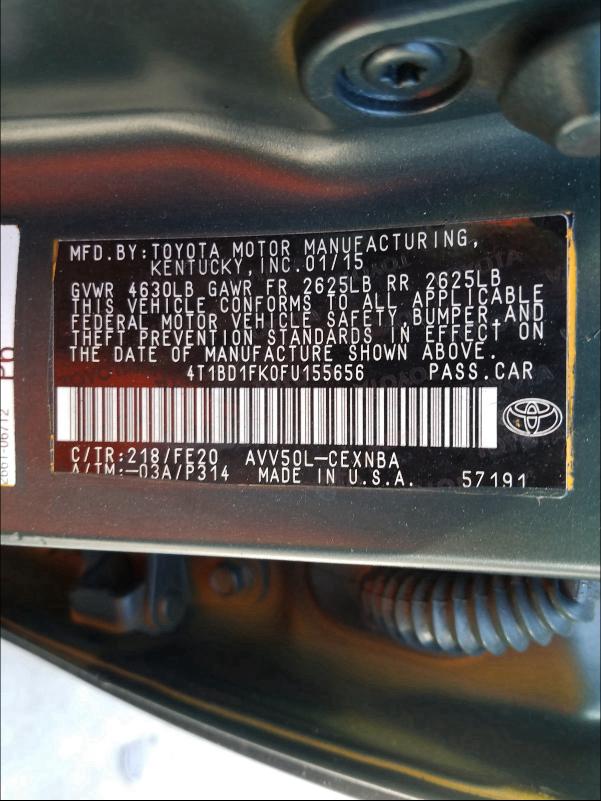 MFD.BY:TOYOTA MOTOR MANUFACTURING,
KENTUCKY, INC.01/15
GVWR 4630LB GAWR FR 2625LB RR 2625LB
THIS VEHICLE CONFORMS TO ALL APPLICABLE
FEDERAL MOTOR VEHICLE SAFETY, BUMPER, AND
THEFT PREVENTION STANDARDS IN EFFECT ON
THE DATE OF MANUFACTURE SHOWN ABOVE.
4T1BD1FK0FU155656 PASS.CAR
C/TR:218/FE20 AVV50L-CEXNBA
A/TM:-03A/P314 MADE IN U.S.A. 57191